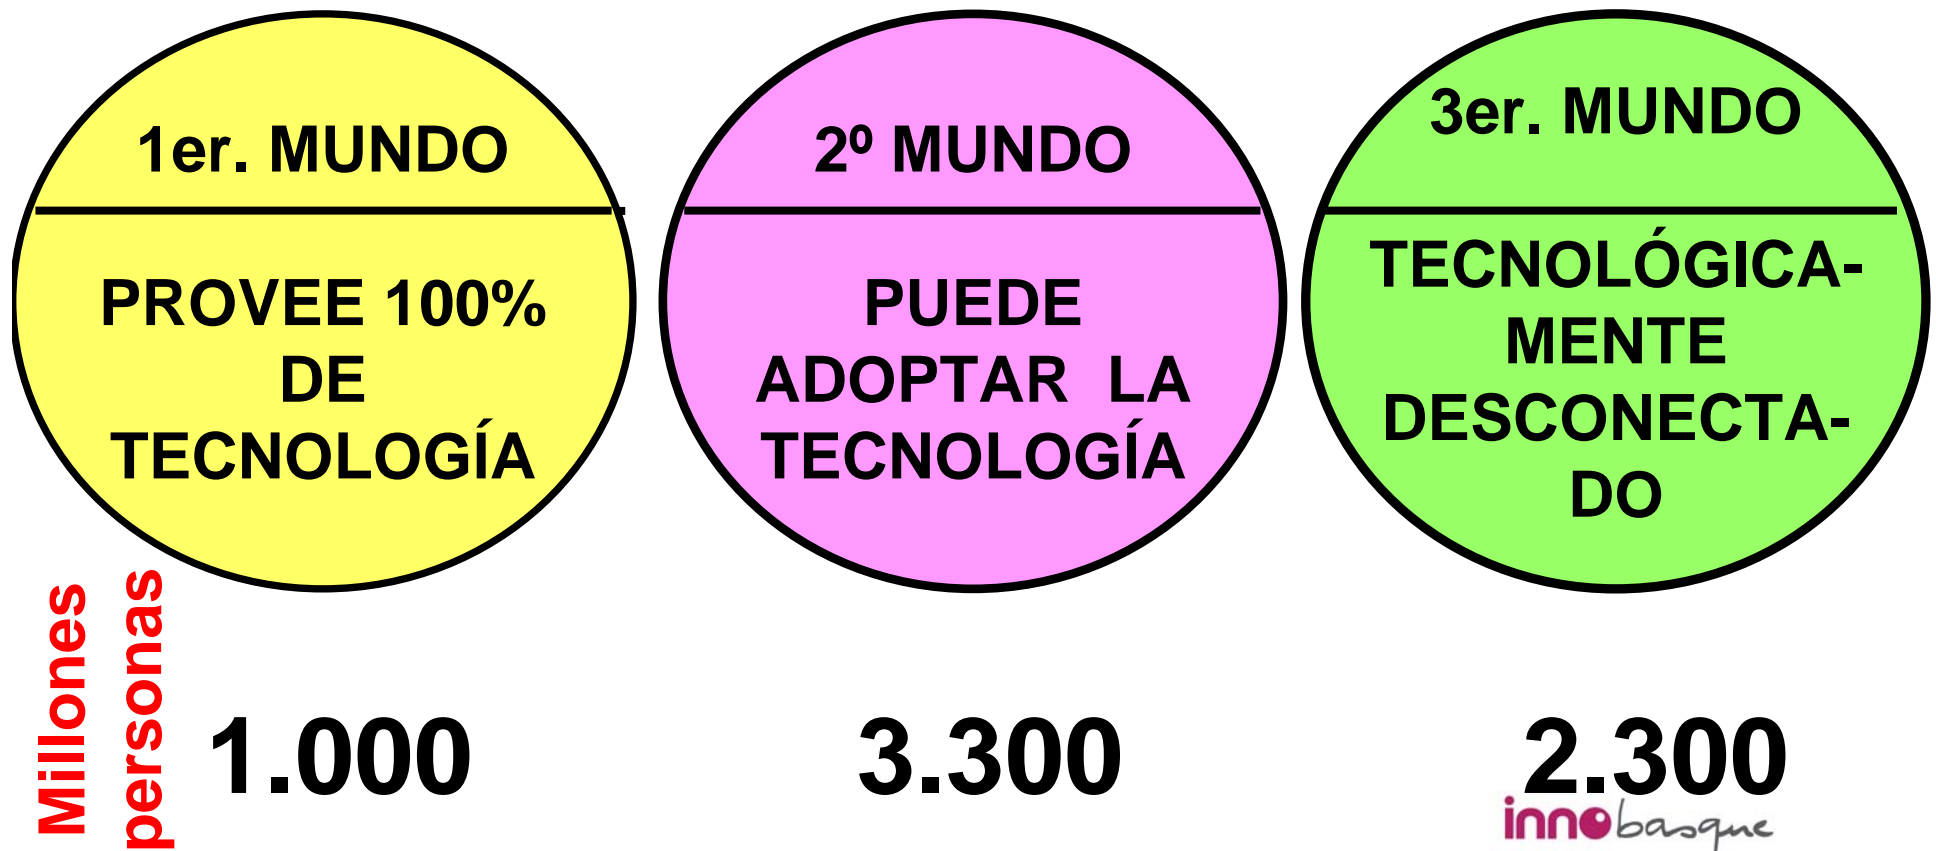 1er. MUNDO
PROVEE 100%
DE
TECNOLOGÍA
2º MUNDO
PUEDE
ADOPTAR LA
TECNOLOGÍA
3er. MUNDO
TECNOLÓGICA-
MENTE
DESCONECTA-
DO
Millones
personas
1.000
3.300
2.300
innobasque